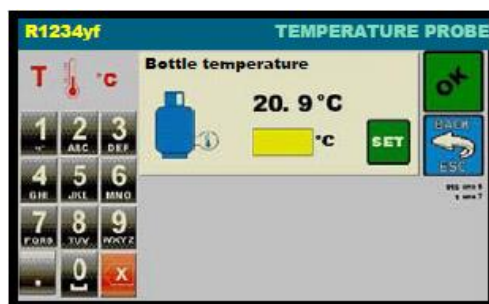 R1234yf TEMPERATURE PROBE
T °C
Bottle temperature
20. 9°C
°C
SET
OK
BACK
ESC
1 2 3
ABC DEF
4 5 6
GHI JKL MNO
7 8 9
PQRS TUV WXYZ
. 0 X